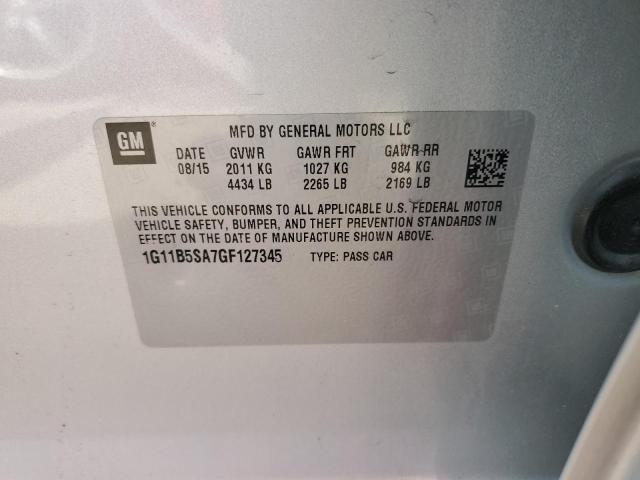 GM ®
MFD BY GENERAL MOTORS LLC
DATE GVWR GAWR FRT GAWR RR
08/15 2011 KG 1027 KG 984 KG
4434 LB 2265 LB 2169 LB
THIS VEHICLE CONFORMS TO ALL APPLICABLE U.S. FEDERAL MOTOR
VEHICLE SAFETY, BUMPER, AND THEFT PREVENTION STANDARDS IN
EFFECT ON THE DATE OF MANUFACTURE SHOWN ABOVE.
1G11B5SA7GF127345 TYPE: PASS CAR